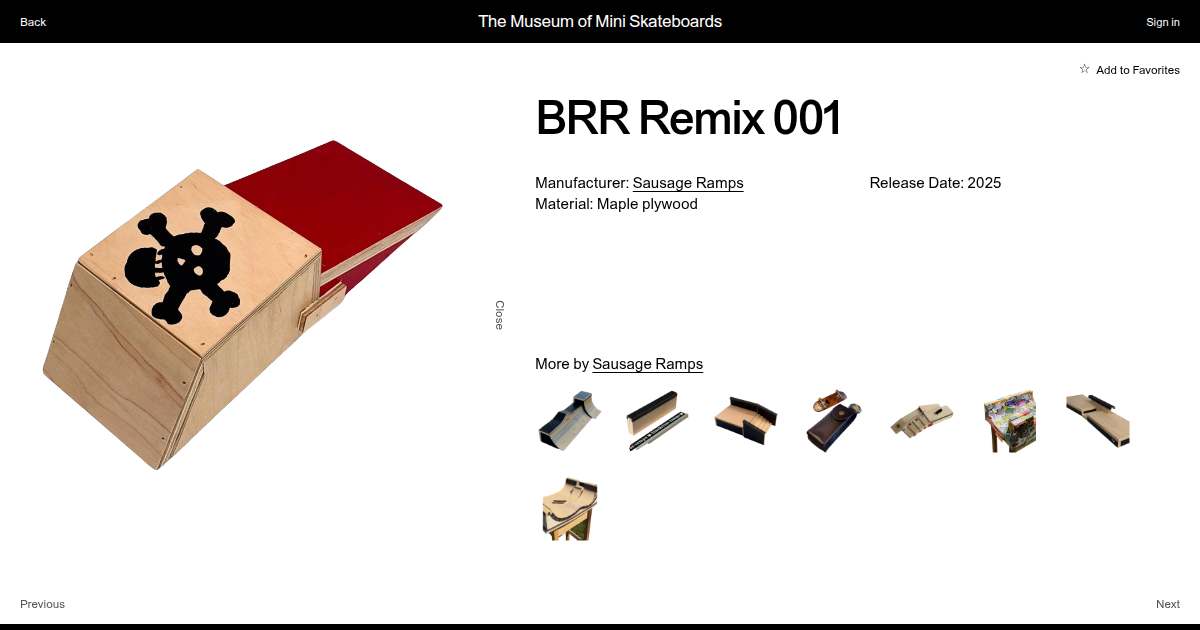 Back
The Museum of Mini Skateboards
Sign in
☆ Add to Favorites
BRR Remix 001
Manufacturer: Sausage Ramps
Release Date: 2025
Material: Maple plywood
Close
More by Sausage Ramps
Previous
Next